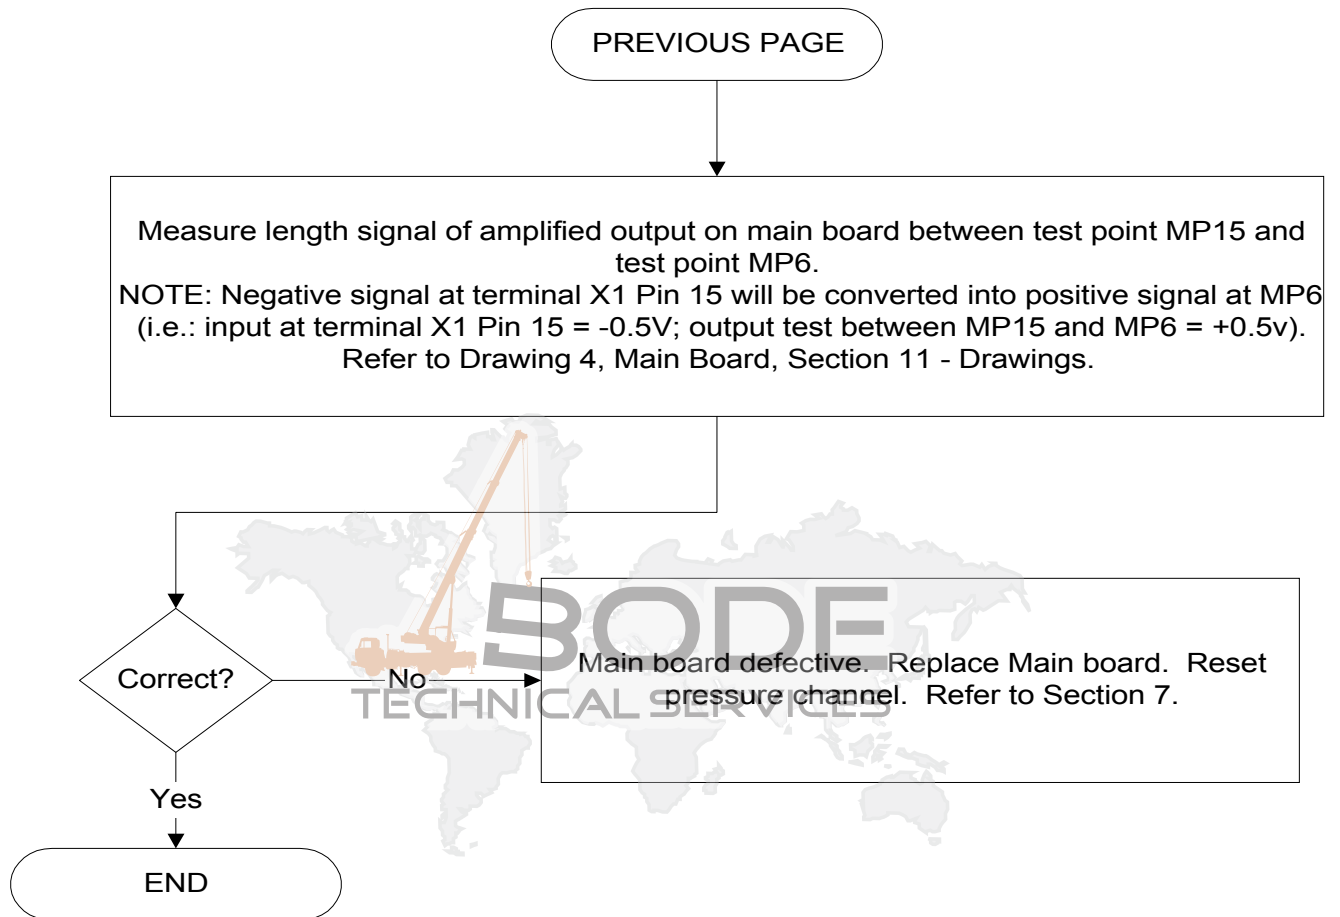 PREVIOUS PAGE
Measure length signal of amplified output on main board between test point MP15 and
test point MP6.
NOTE: Negative signal at terminal X1 Pin 15 will be converted into positive signal at MP6
(i.e.: input at terminal X1 Pin 15 = -0.5V; output test between MP15 and MP6 = +0.5v).
Refer to Drawing 4, Main Board, Section 11 - Drawings.
Correct?
No
Main board defective.  Replace Main board.  Reset
pressure channel.  Refer to Section 7.
BODE
TECHNICAL SERVICES
Yes
END